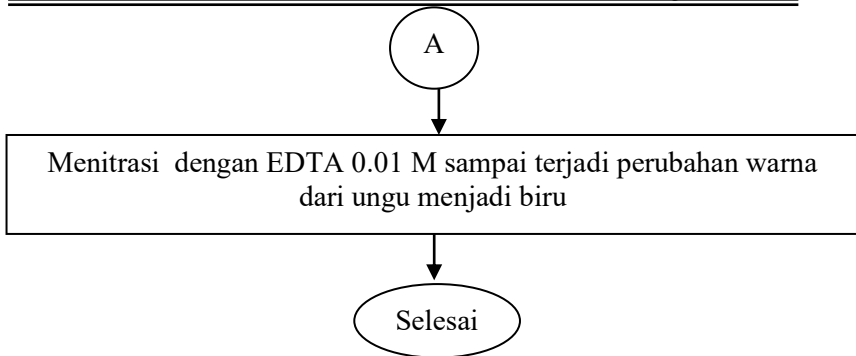 A
Menitrasi dengan EDTA 0.01 M sampai terjadi perubahan warna
dari ungu menjadi biru
Selesai